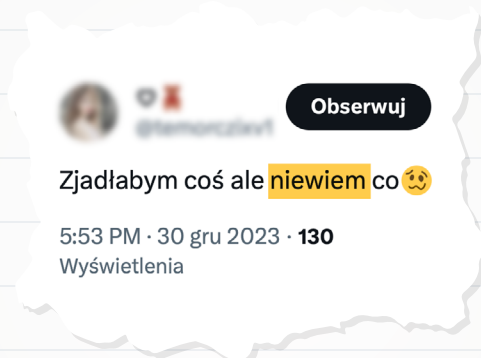 Obserwuj
Zjadłabym coś ale niewiem co🥴
5:53 PM · 30 gru 2023 · 130
Wyświetlenia